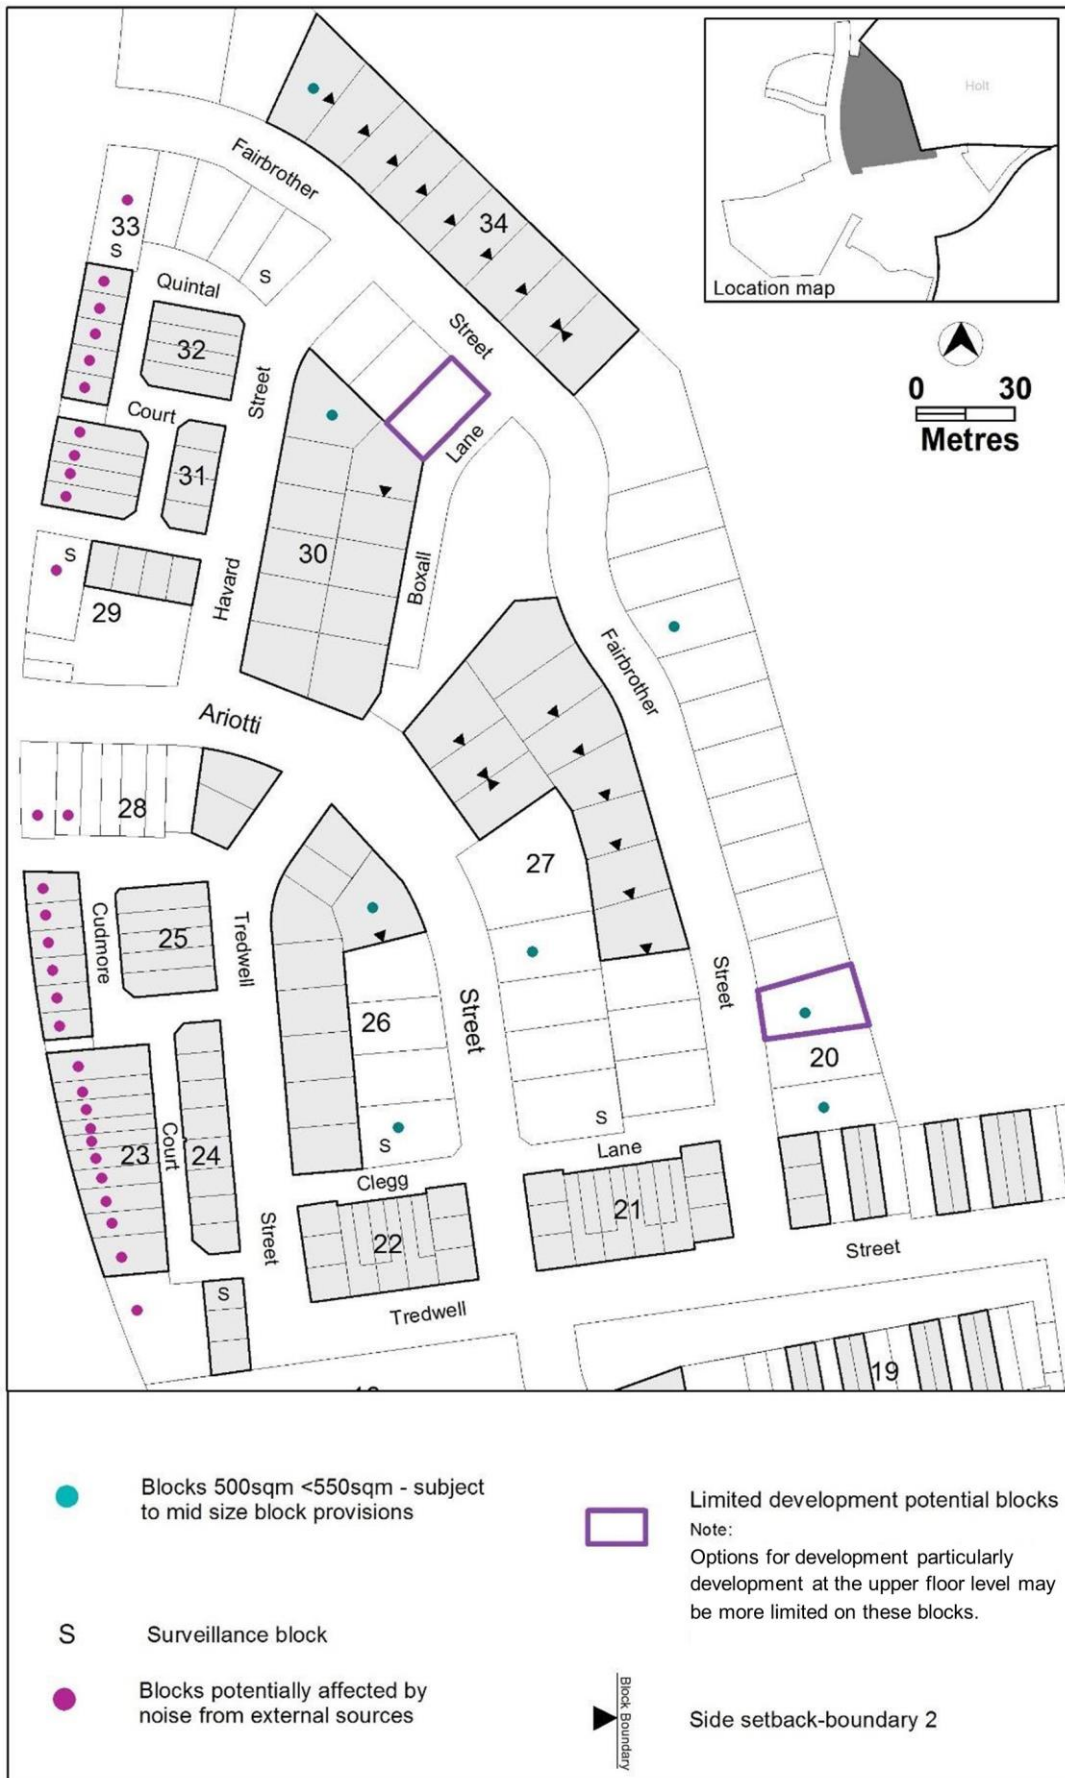 Holt
Location map
0 30
Metres
Fairbrother
34
33
S
S
Quintal
32
Street
Court
Street
31
Lane
30
S
29
Havard
Boxall
Fairbrother
Ariotti
28
27
Cudmore
25
Tredwell
Street
Street
26
20
S
S
Court
23
24
Clegg
Lane
21
22
Street
Street
S
Tredwell
19
Blocks 500sqm <550sqm - subject
to mid size block provisions
S Surveillance block
Blocks potentially affected by
noise from external sources
Limited development potential blocks
Note:
Options for development particularly
development at the upper floor level may
be more limited on these blocks.
Block Boundary
Side setback-boundary 2